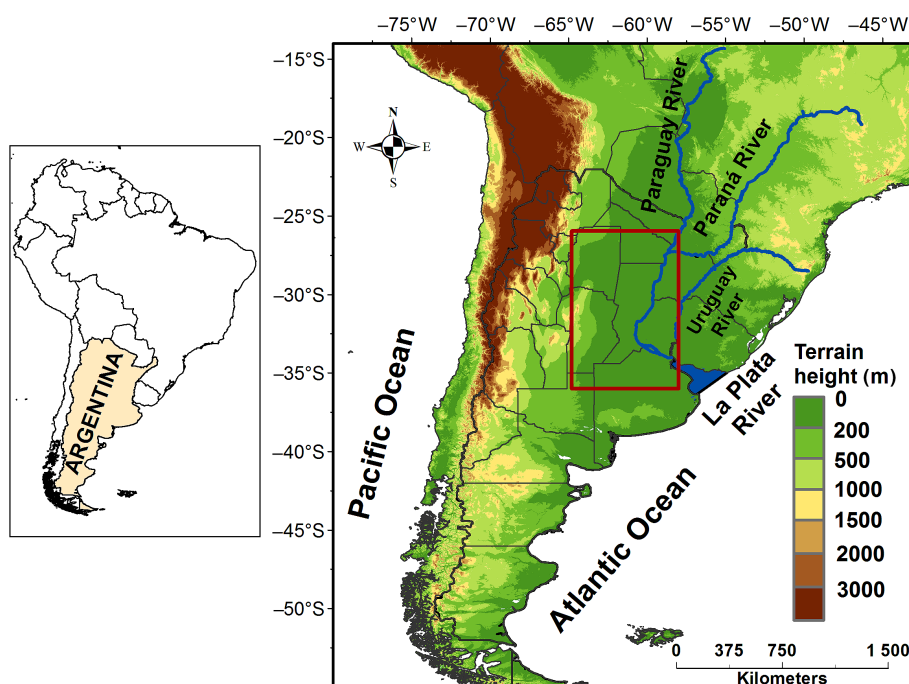 −75°W −70°W −65°W −60°W −55°W −50°W −45°W
−15°S
−20°S
−25°S
−30°S
−35°S
−40°S
−45°S
−50°S
N
W E
S
Paraguay River
Paraná River
Uruguay
River
La Plata
River
Pacific Ocean
Atlantic Ocean
ARGENTINA
Terrain
height (m)
0
200
500
1000
1500
2000
3000
0 375 750 1 500
Kilometers